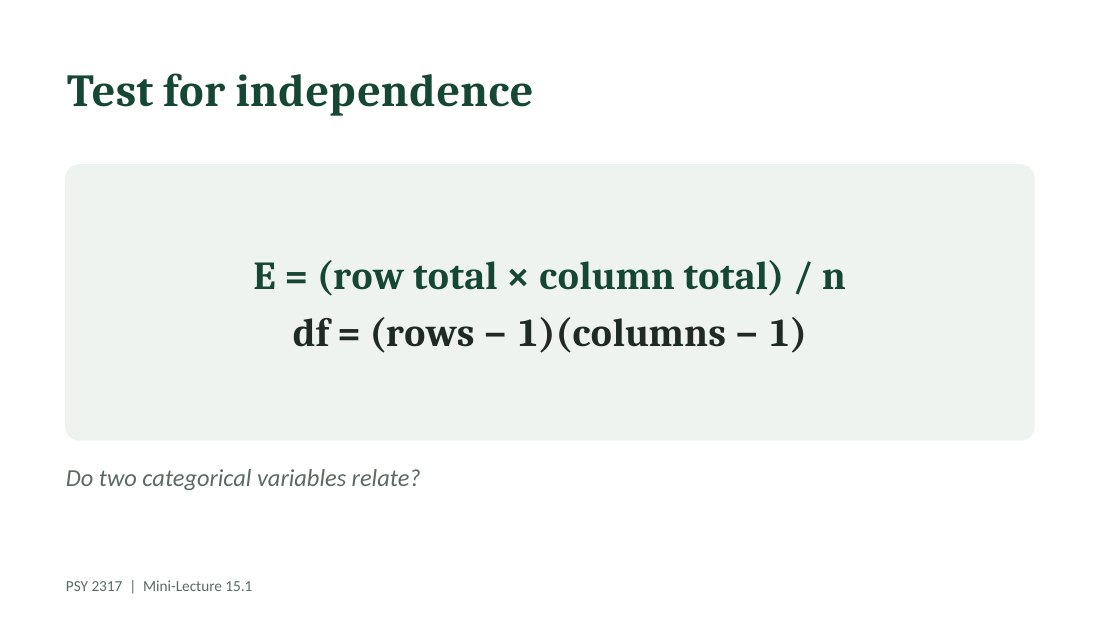 Test for independence
E = (row total × column total) / n
df = (rows − 1)(columns − 1)
Do two categorical variables relate?
PSY 2317 | Mini-Lecture 15.1